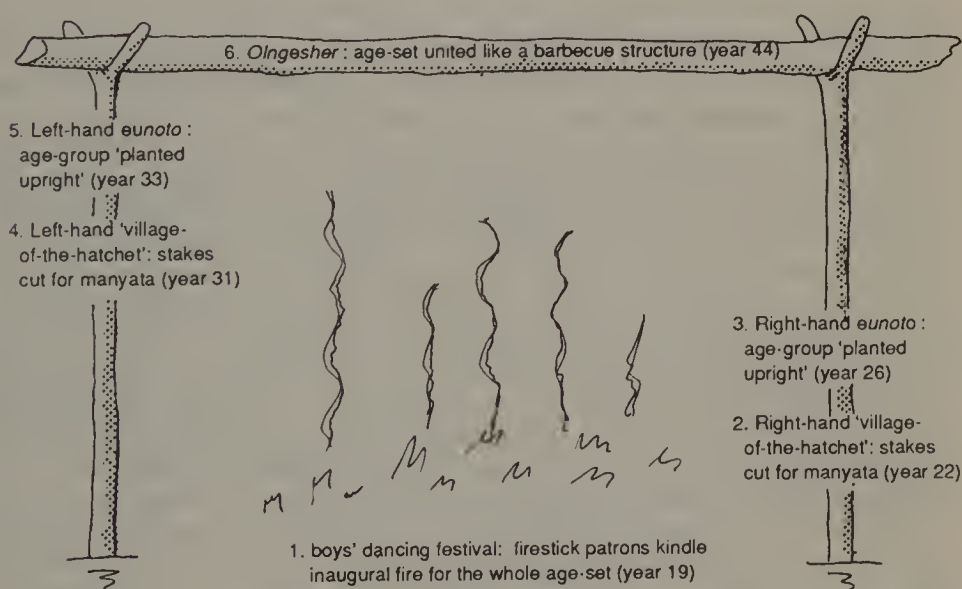 6. Olngesher : age-set united like a barbecue structure (year 44)
5. Left-hand eunoto :
age-group 'planted
upright' (year 33)
4. Left-hand 'village-
of-the-hatchet': stakes
cut for manyata (year 31)
3. Right-hand eunoto :
age-group 'planted
upright' (year 26)
2. Right-hand 'village-
of-the-hatchet': stakes
cut for manyata (year 22)
1. boys' dancing festival: firestick patrons kindle
inaugural fire for the whole age-set (year 19)